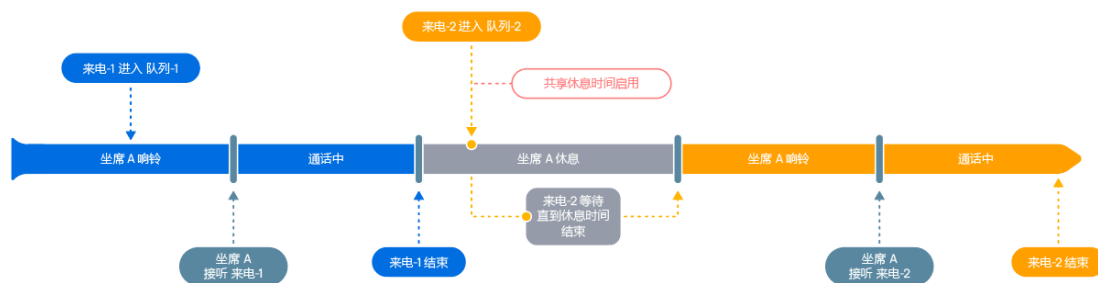 来电-2 进入 队列-2
来电-1 进入 队列-1
共享休息时间启用
坐席 A 响铃
通话中
坐席 A 休息
坐席 A 响铃
通话中
来电-2 等待
直到休息时间
结束
坐席 A
接听 来电-1
来电-1 结束
坐席 A
接听 来电-2
来电-2 结束